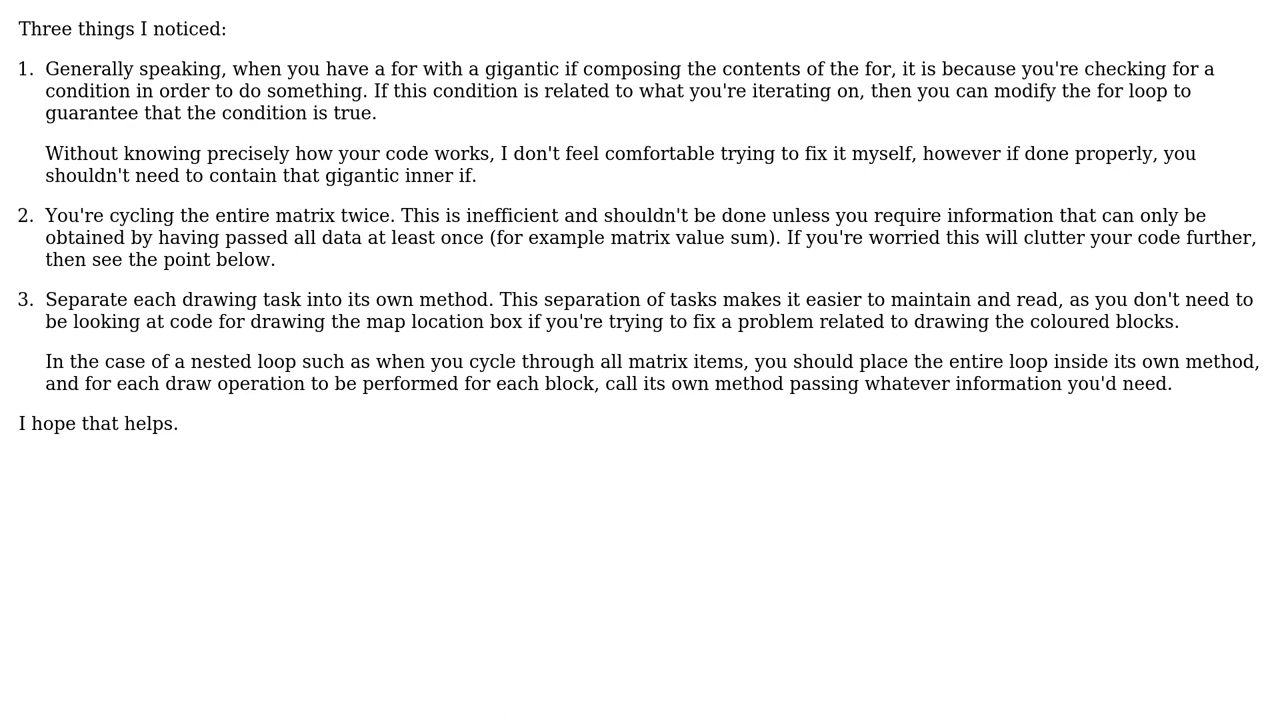 Three things I noticed:
1. Generally speaking, when you have a for with a gigantic if composing the contents of the for, it is because you're checking for a
condition in order to do something. If this condition is related to what you're iterating on, then you can modify the for loop to
guarantee that the condition is true.
Without knowing precisely how your code works, I don't feel comfortable trying to fix it myself, however if done properly, you
shouldn't need to contain that gigantic inner if.
2. You're cycling the entire matrix twice. This is inefficient and shouldn't be done unless you require information that can only be
obtained by having passed all data at least once (for example matrix value sum). If you're worried this will clutter your code further,
then see the point below.
3. Separate each drawing task into its own method. This separation of tasks makes it easier to maintain and read, as you don't need to
be looking at code for drawing the map location box if you're trying to fix a problem related to drawing the coloured blocks.
In the case of a nested loop such as when you cycle through all matrix items, you should place the entire loop inside its own method,
and for each draw operation to be performed for each block, call its own method passing whatever information you'd need.
I hope that helps.